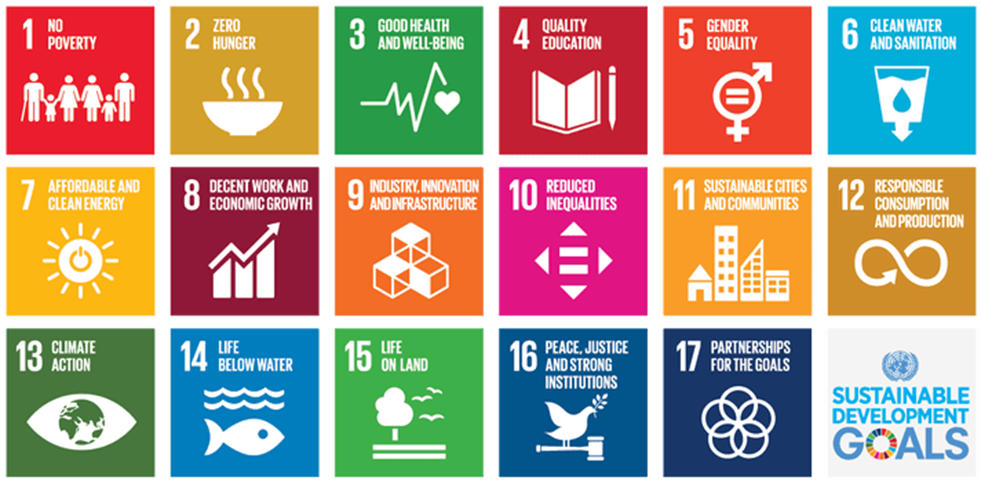 1 NO
POVERTY
2 ZERO
HUNGER
3 GOOD HEALTH
AND WELL-BEING
4 QUALITY
EDUCATION
5 GENDER
EQUALITY
6 CLEAN WATER
AND SANITATION
7 AFFORDABLE AND
CLEAN ENERGY
8 DECENT WORK AND
ECONOMIC GROWTH
9 INDUSTRY, INNOVATION
AND INFRASTRUCTURE
10 REDUCED
INEQUALITIES
11 SUSTAINABLE CITIES
AND COMMUNITIES
12 RESPONSIBLE
CONSUMPTION
AND PRODUCTION
13 CLIMATE
ACTION
14 LIFE
BELOW WATER
15 LIFE
ON LAND
16 PEACE, JUSTICE
AND STRONG
INSTITUTIONS
17 PARTNERSHIPS
FOR THE GOALS
SUSTAINABLE
DEVELOPMENT
GOALS